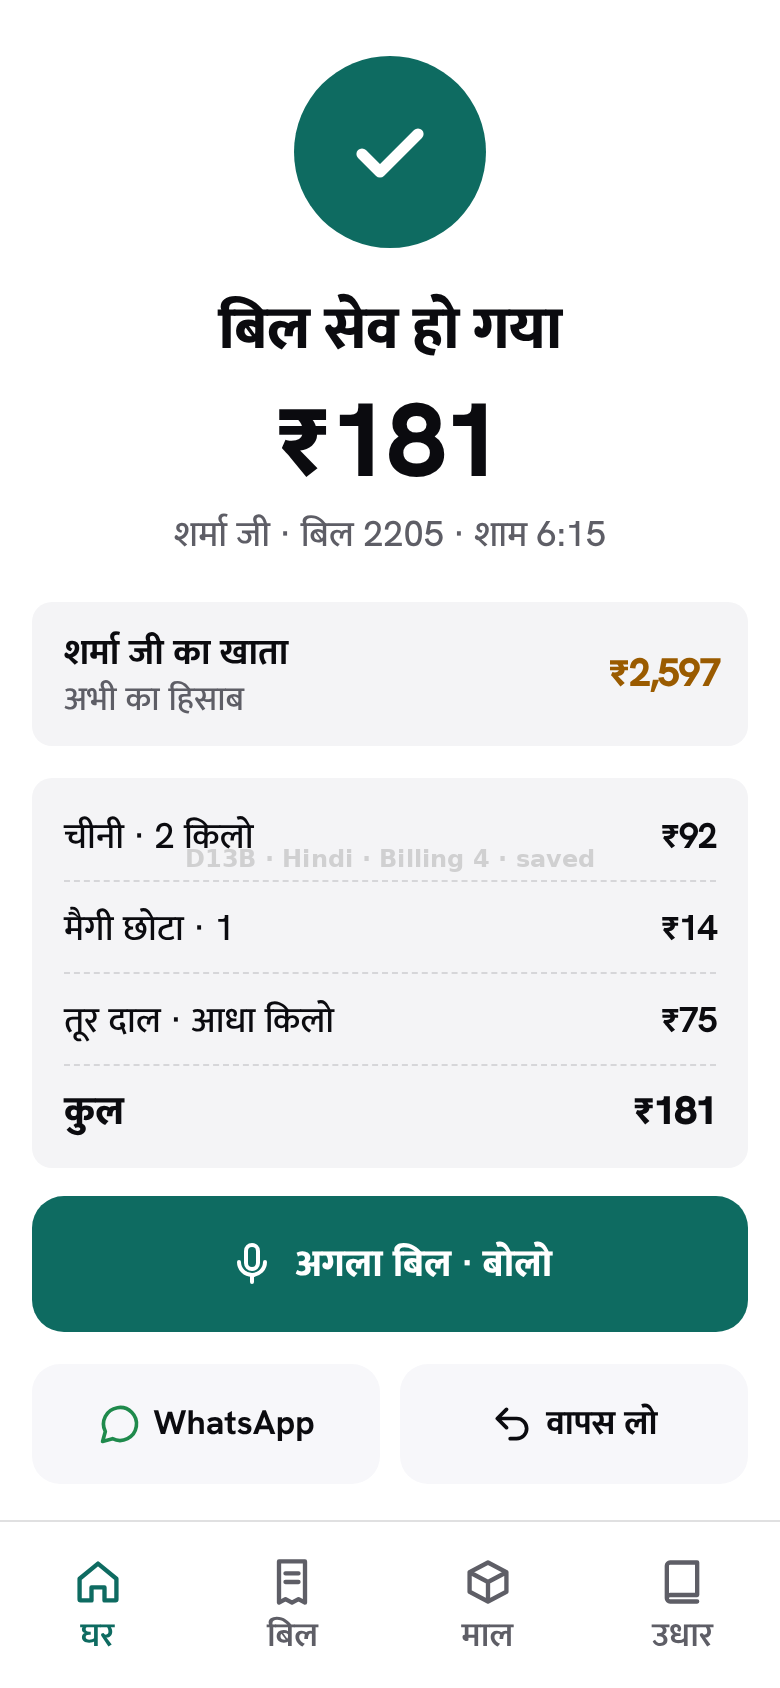 बिल सेव हो गया
₹181
शर्मा जी · बिल 2205 · शाम 6:15
शर्मा जी का खाता
अभी का हिसाब
₹2,597
चीनी · 2 किलो ₹92
D13B · Hindi · Billing 4 · saved
मैगी छोटा · 1 ₹14
तूर दाल · आधा किलो ₹75
कुल ₹181
अगला बिल · बोलो
WhatsApp वापस लो
घर बिल माल उधार